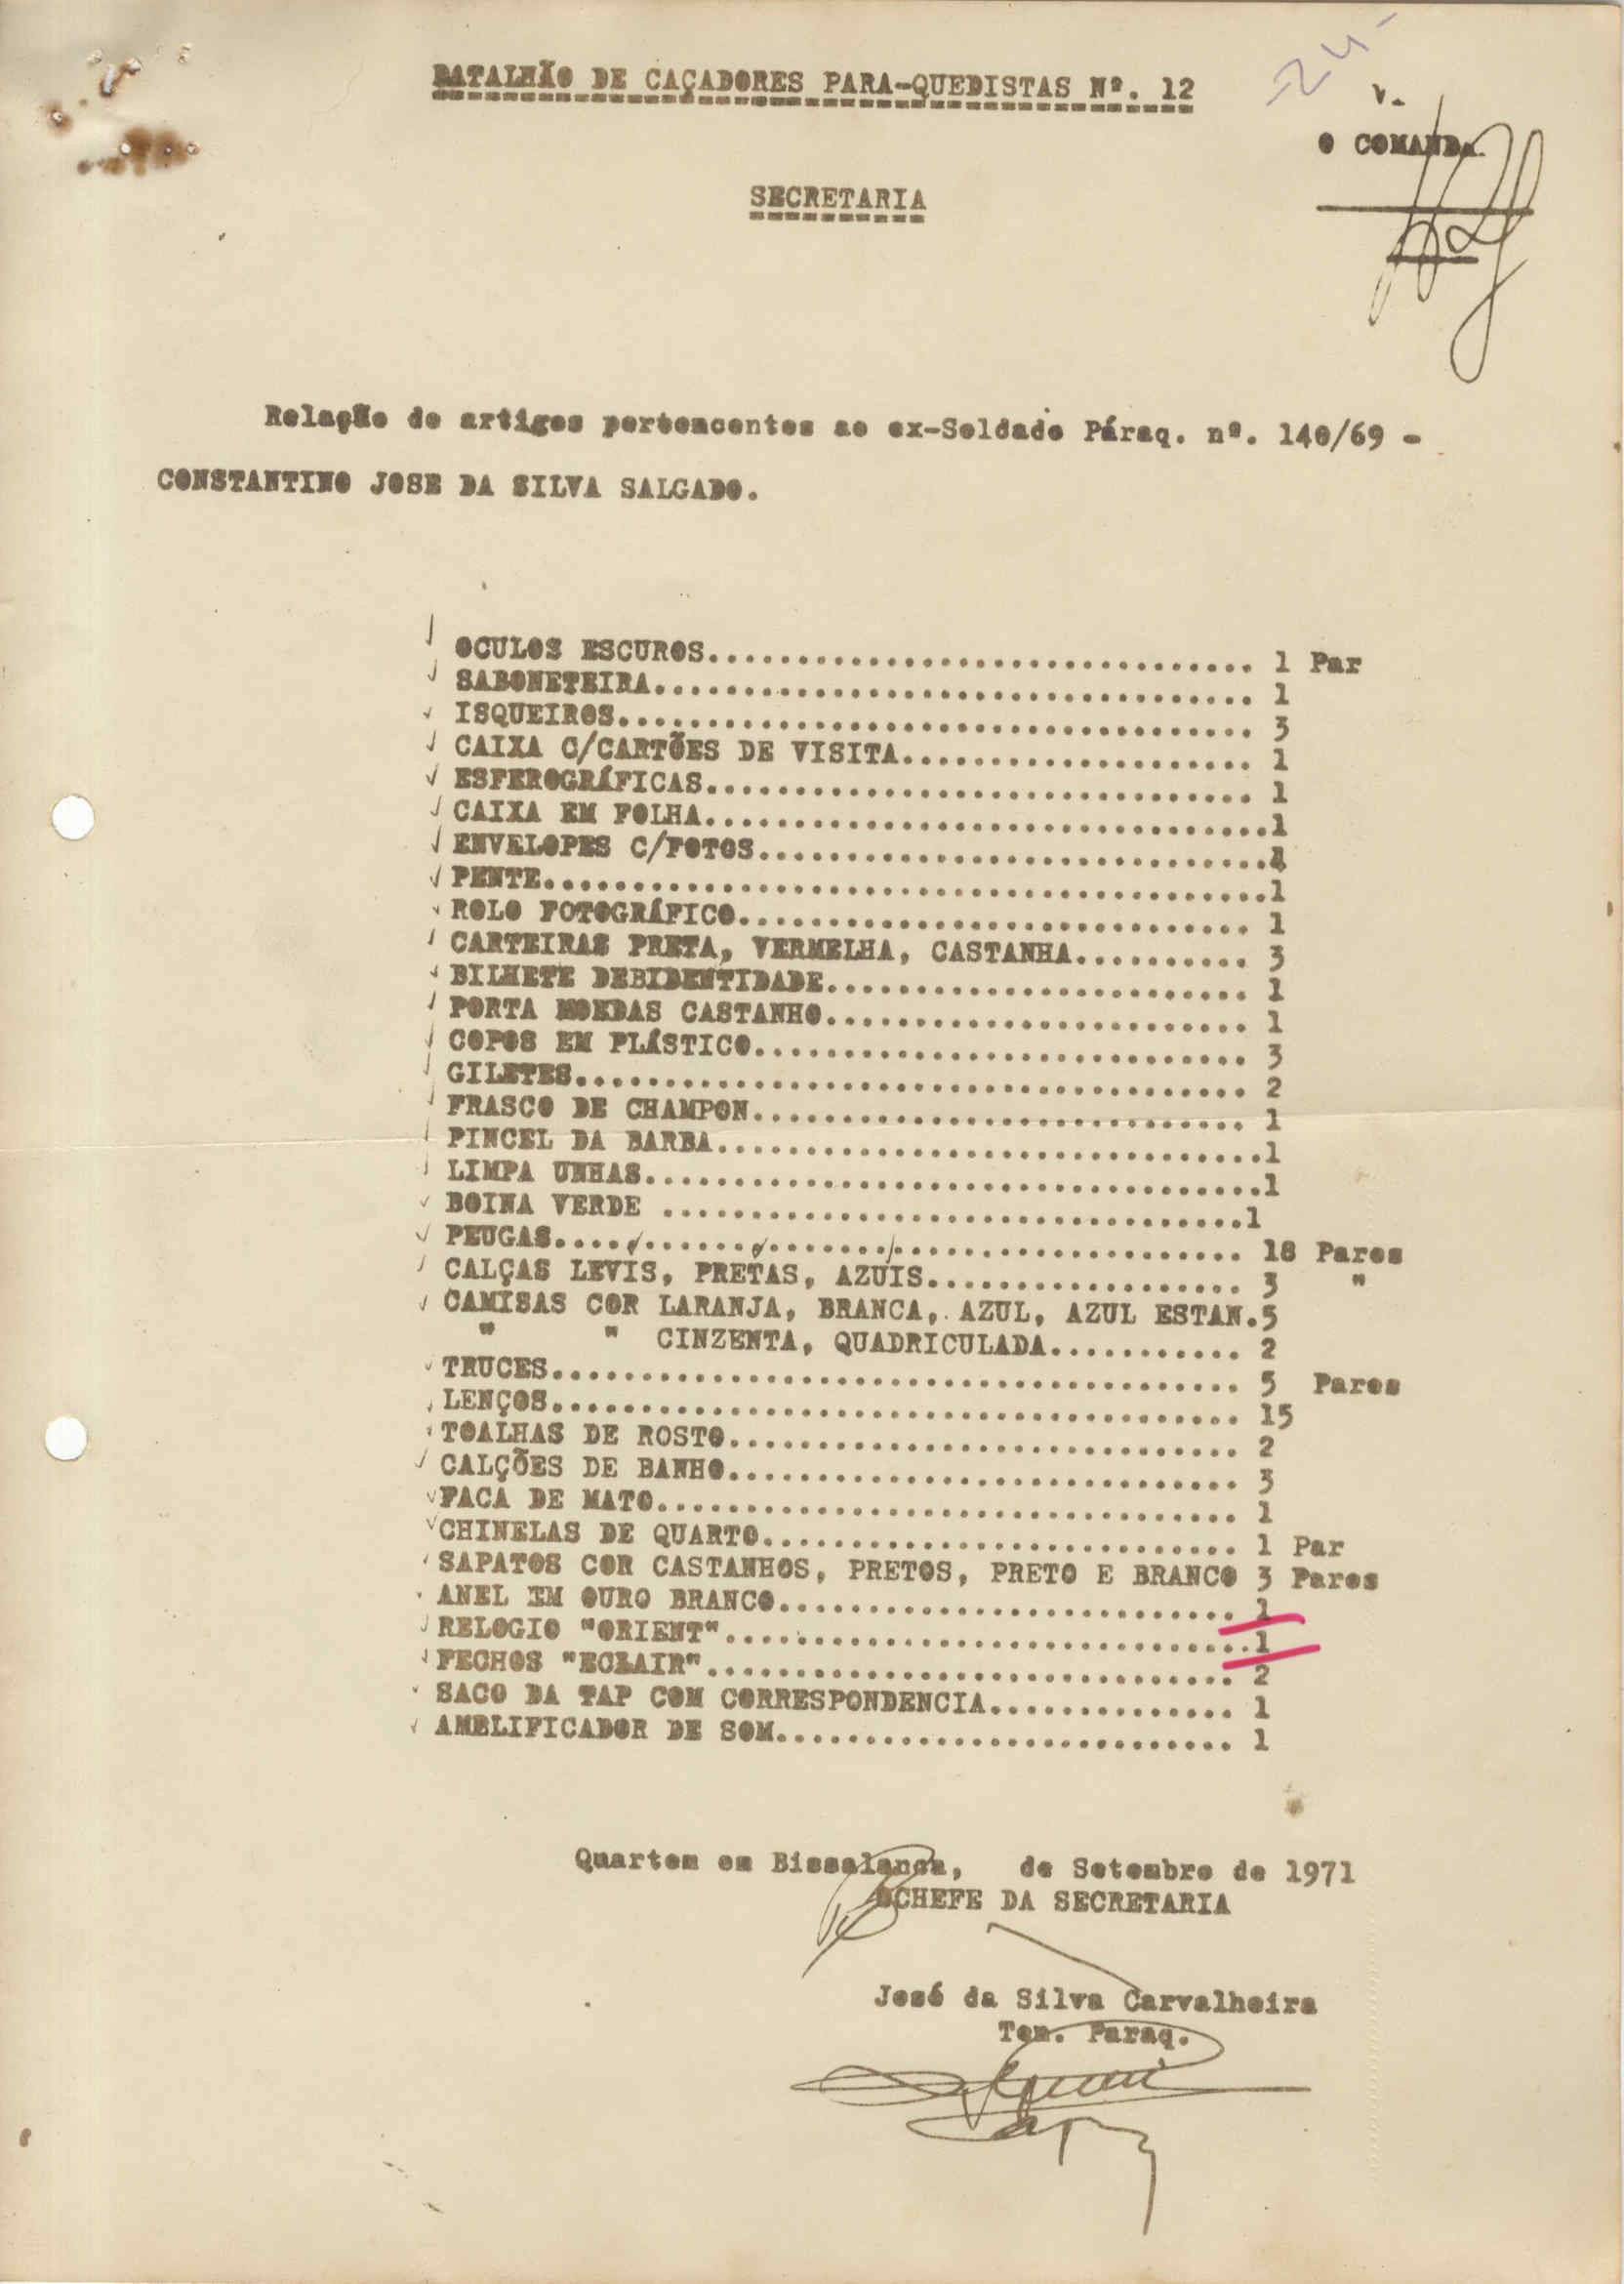 BATALHÃO DE CAÇADORES PARA-QUEDISTAS Nº. 12
24
V.
O COMANDA
SECRETARIA
Relação de artigos pertencentes ao ex-Soldado Páraq. nº. 140/69 -
CONSTANTINO JOSE DA SILVA SALGADO.
OCULOS ESCUROS............................... 1 Par
SABONETEIRA.................................. 1
ISQUEIROS.................................... 3
CAIXA C/CARTÕES DE VISITA.................... 1
ESFEROGRÁFICAS............................... 1
CAIXA EM FOLHA................................1
ENVELOPES C/FOTOS.............................
PENTE.........................................1
ROLO FOTOGRÁFICO............................. 1
CARTEIRAS PRETA, VERMELHA, CASTANHA.......... 3
BILHETE DEBIDENTIDADE........................ 1
PORTA MOEDAS CASTANHO........................ 1
COPOS EM PLÁSTICO............................ 3
GILETES...................................... 2
FRASCO DE CHAMPON............................ 1
PINCEL DA BARBA...............................1
LIMPA UNHAS...................................1
BOINA VERDE .................................1
PEUGAS....................................... 18 Pares
CALÇAS LEVIS, PRETAS, AZUIS.................. 3 "
CAMISAS COR LARANJA, BRANCA, AZUL, AZUL ESTAN.5
" " CINZENTA, QUADRICULADA........... 2
TRUCES....................................... 5 Pares
LENÇOS....................................... 15
TOALHAS DE ROSTO............................. 2
CALÇÕES DE BANHO............................. 3
FACA DE MATO................................. 1
CHINELAS DE QUARTO........................... 1 Par
SAPATOS COR CASTANHOS, PRETOS, PRETO E BRANCO 3 Pares
ANEL EM OURO BRANCO.......................... 1
RELOGIO "ORIENT"..............................1
FECHOS "ECLAIR".............................. 2
SACO DA TAP COM CORRESPONDENCIA.............. 1
AMBLIFICADOR DE SOM.......................... 1
Quartem em Bissalanca, de Setembro de 1971
OCHEFE DA SECRETARIA
José da Silva Carvalheira
Ten. Paraq.